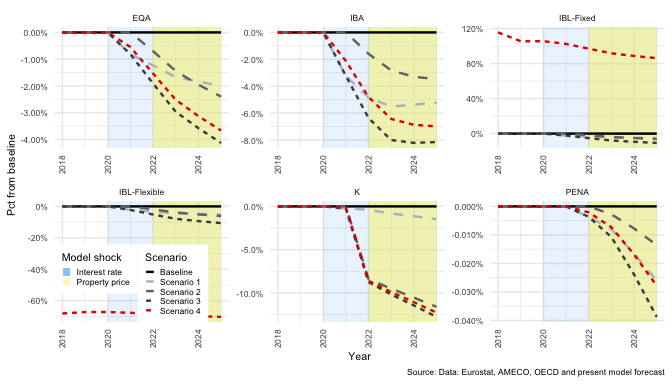 EQA
IBA
IBL-Fixed
0.00%
-1.00%
-2.00%
-3.00%
-4.00%
2018
2020
2022
2024
0.0%
-2.0%
-4.0%
-6.0%
-8.0%
2018
2020
2022
2024
120%
80%
40%
0%
2018
2020
2022
2024
Pct from baseline
IBL-Flexible
K
PENA
0%
-20%
-40%
-60%
2018
2020
2022
2024
Model shock
Interest rate
Property price
Scenario
Baseline
Scenario 1
Scenario 2
Scenario 3
Scenario 4
0.0%
-5.0%
-10.0%
2018
2020
2022
2024
0.000%
-0.010%
-0.020%
-0.030%
-0.040%
2018
2020
2022
2024
Year
Source: Data: Eurostat, AMECO, OECD and present model forecast